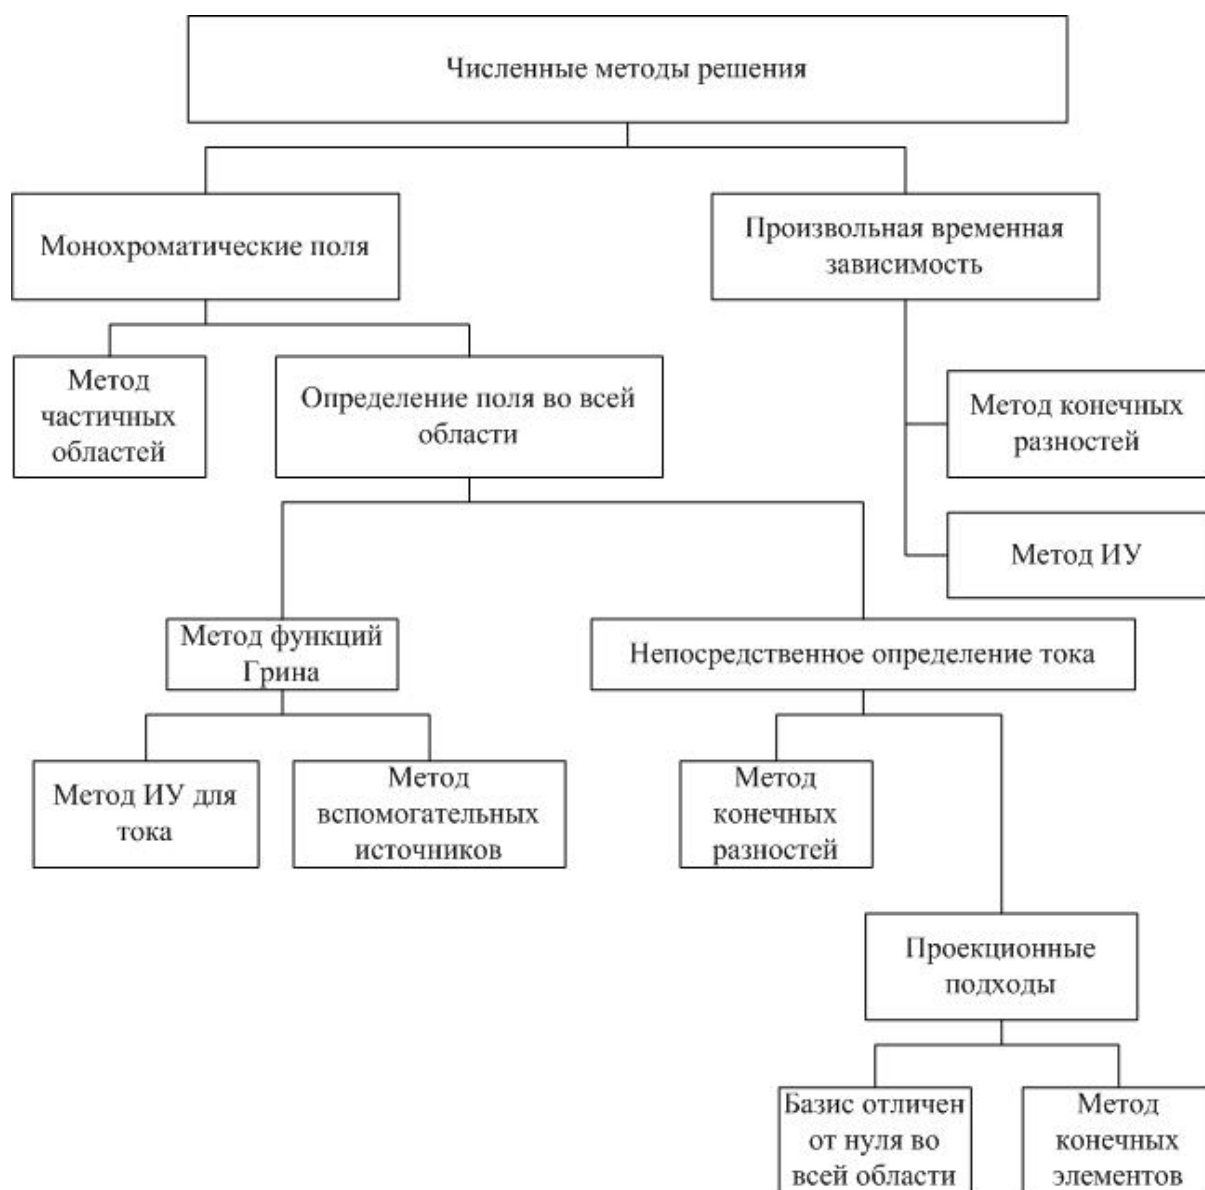 Численные методы решения
Монохроматические поля
Произвольная временная
зависимость
Метод
частичных
областей
Определение поля во всей
области
Метод конечных
разностей
Метод ИУ
Метод функций
Грина
Непосредственное определение тока
Метод ИУ для
тока
Метод
вспомогательных
источников
Метод
конечных
разностей
Проекционные
подходы
Базис отличен
от нуля во
всей области
Метод
конечных
элементов